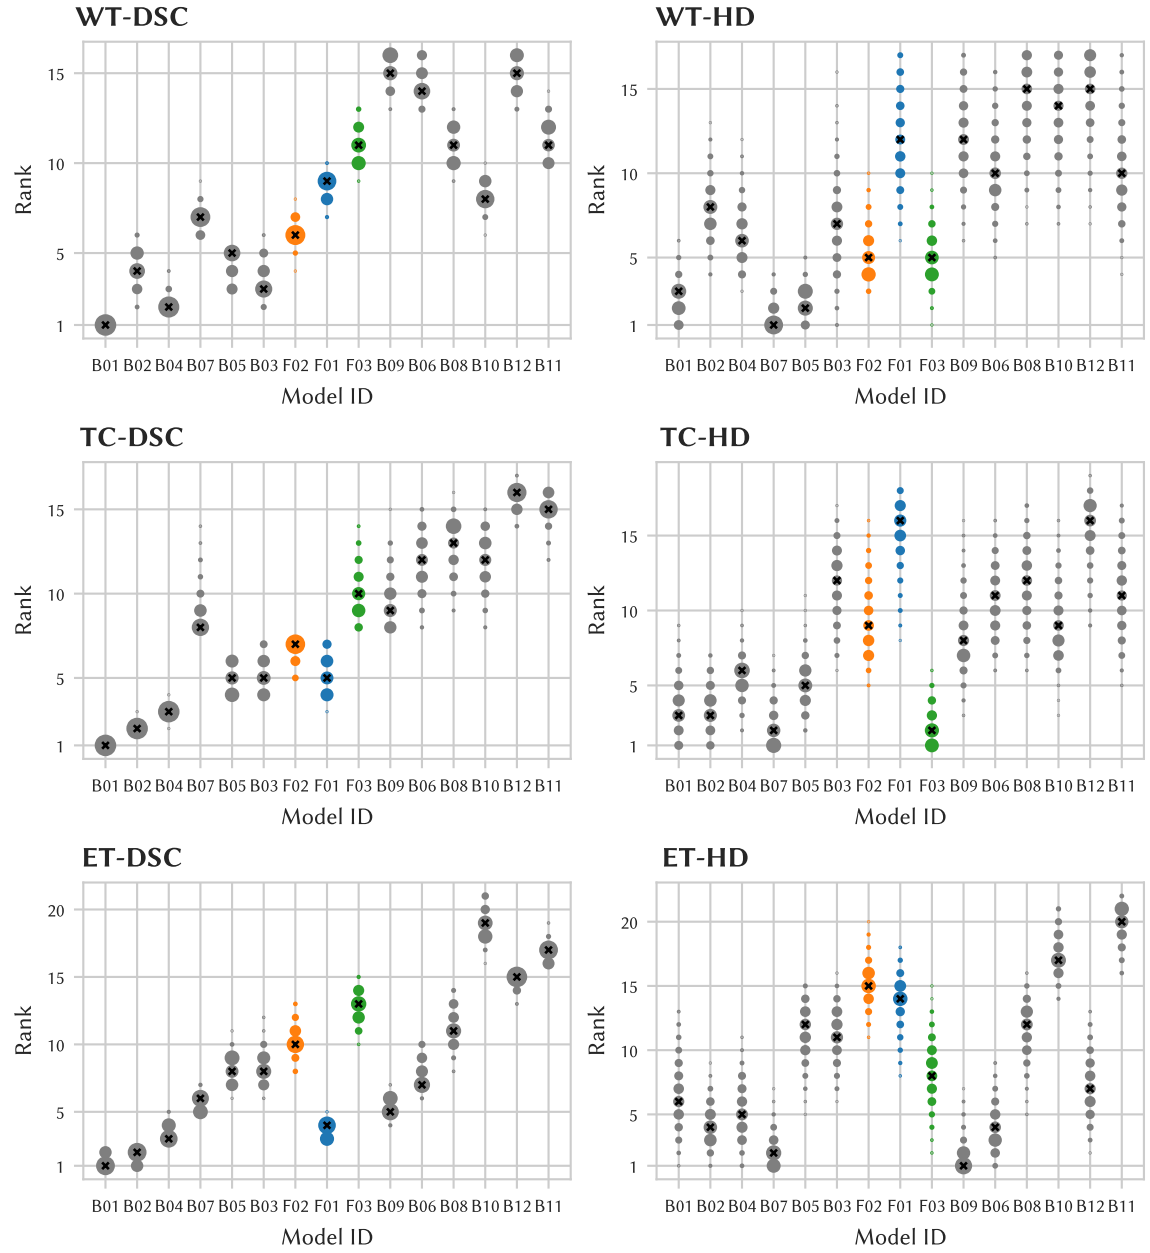 WT-DSC
Rank
15
10
5
1
B01 B02 B04 B07 B05 B03 F02 F01 F03 B09 B06 B08 B10 B12 B11
Model ID
WT-HD
Rank
15
10
5
1
B01 B02 B04 B07 B05 B03 F02 F01 F03 B09 B06 B08 B10 B12 B11
Model ID
TC-DSC
Rank
15
10
5
1
B01 B02 B04 B07 B05 B03 F02 F01 F03 B09 B06 B08 B10 B12 B11
Model ID
TC-HD
Rank
15
10
5
1
B01 B02 B04 B07 B05 B03 F02 F01 F03 B09 B06 B08 B10 B12 B11
Model ID
ET-DSC
Rank
20
15
10
5
1
B01 B02 B04 B07 B05 B03 F02 F01 F03 B09 B06 B08 B10 B12 B11
Model ID
ET-HD
Rank
20
15
10
5
1
B01 B02 B04 B07 B05 B03 F02 F01 F03 B09 B06 B08 B10 B12 B11
Model ID